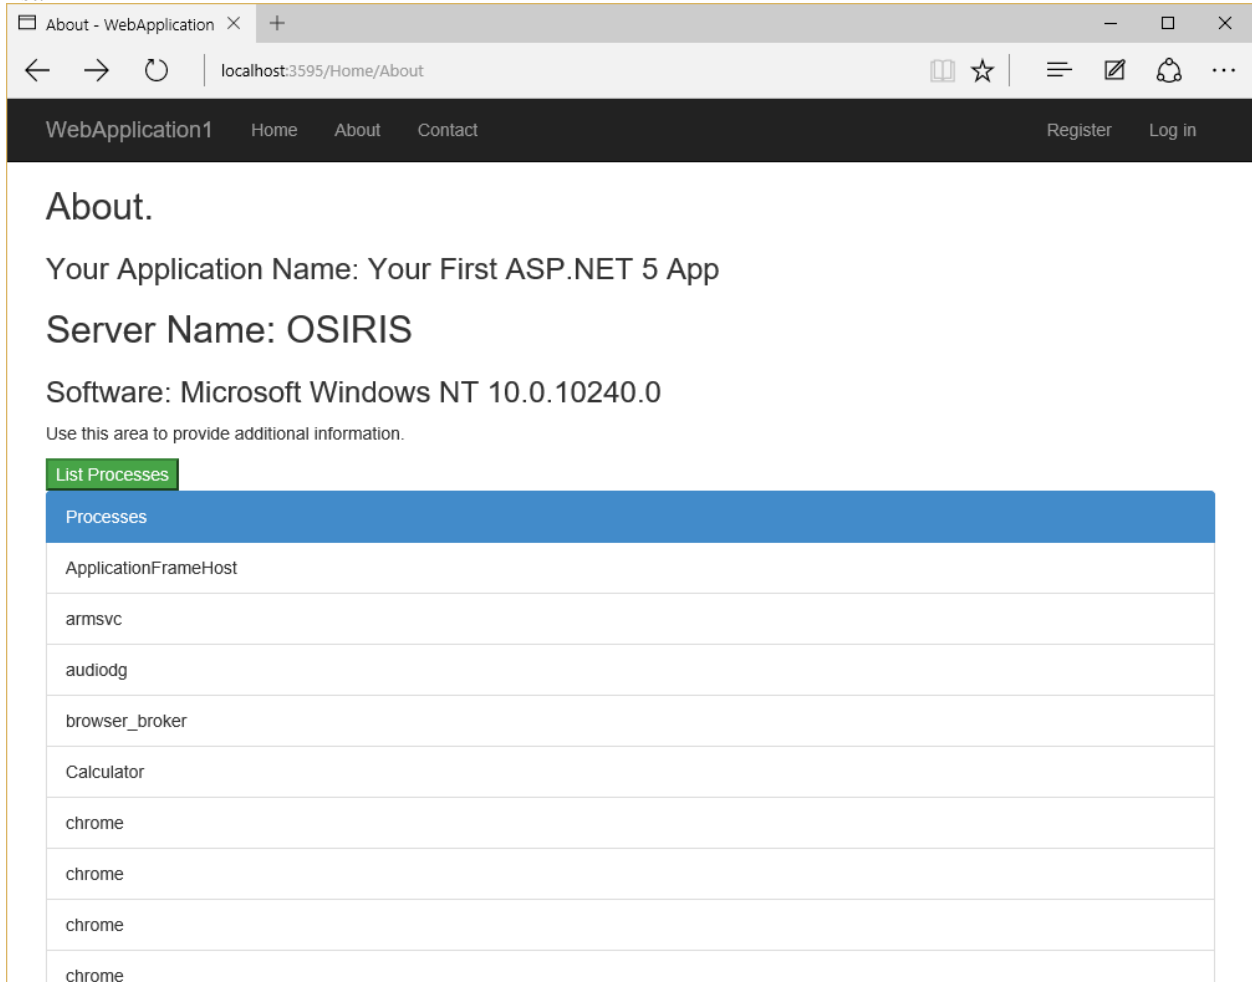 About - WebApplication
localhost:3595/Home/About
WebApplication1 Home About Contact Register Log in
About.
Your Application Name: Your First ASP.NET 5 App
Server Name: OSIRIS
Software: Microsoft Windows NT 10.0.10240.0
Use this area to provide additional information.
List Processes
Processes
ApplicationFrameHost
armsvc
audiodg
browser_broker
Calculator
chrome
chrome
chrome
chrome